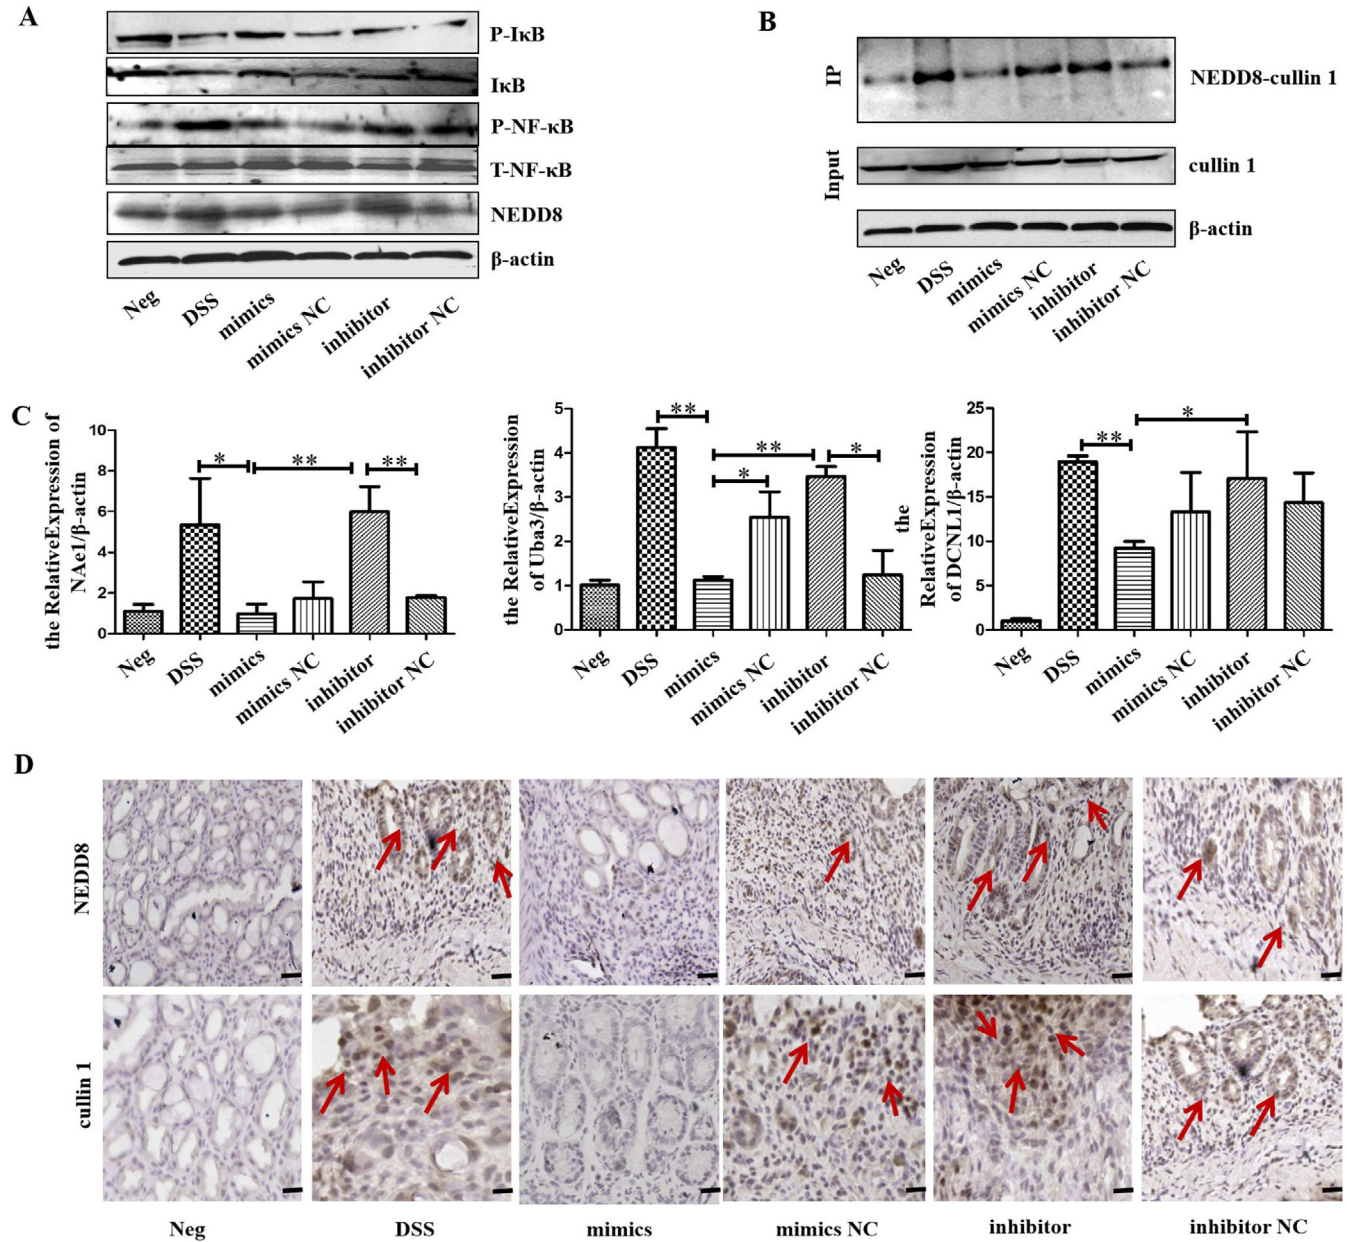 A
P-IκB
IκB
P-NF-κB
T-NF-κB
NEDD8
β-actin
Neg
DSS
mimics
mimics NC
inhibitor
inhibitor NC
B
IP
NEDD8-cullin 1
Input
cullin 1
β-actin
Neg
DSS
mimics
mimics NC
inhibitor
inhibitor NC
C
the RelativeExpression of
NAe1/β-actin
10
8
6
4
2
0
*
**
**
Neg
DSS
mimics
mimics NC
inhibitor
inhibitor NC
the RelativeExpression
of Uba3/β-actin
5
4
3
2
1
0
**
**
*
*
Neg
DSS
mimics
mimics NC
inhibitor
inhibitor NC
the
RelativeExpression
of DCNL1/β-actin
25
20
15
10
5
0
**
*
Neg
DSS
mimics
mimics NC
inhibitor
inhibitor NC
D
NEDD8
cullin 1
Neg
DSS
mimics
mimics NC
inhibitor
inhibitor NC